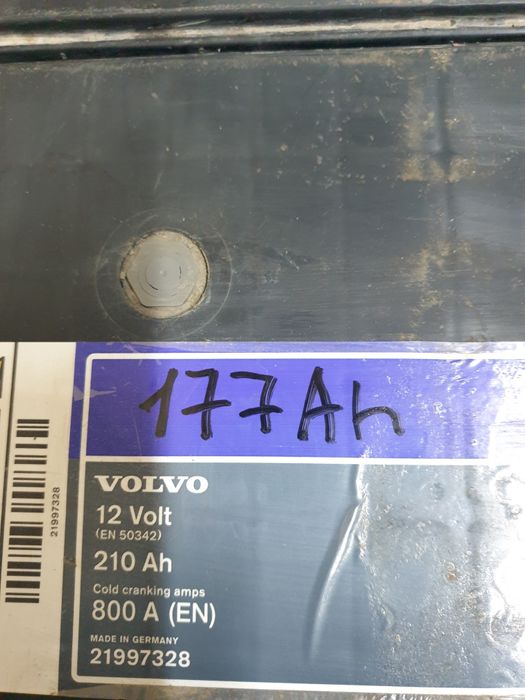 177Ah
VOLVO
12 Volt
(EN 50342)
210 Ah
Cold cranking amps
800 A (EN)
MADE IN GERMANY
21997328
21997328